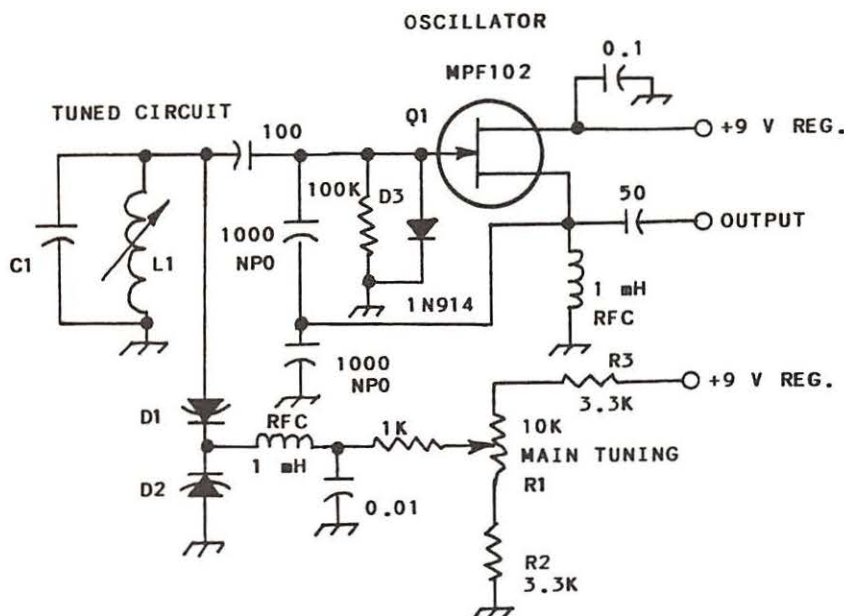 OSCILLATOR
MPF102
0.1
TUNED CIRCUIT
Q1
100
+9 V REG.
100K
D3
50
OUTPUT
1000
NPO
C1
L1
1N914
1 mH
RFC
1000
NPO
R3
+9 V REG.
3.3K
D1
RFC
1K
10K
MAIN TUNING
1 mH
D2
R1
0.01
R2
3.3K